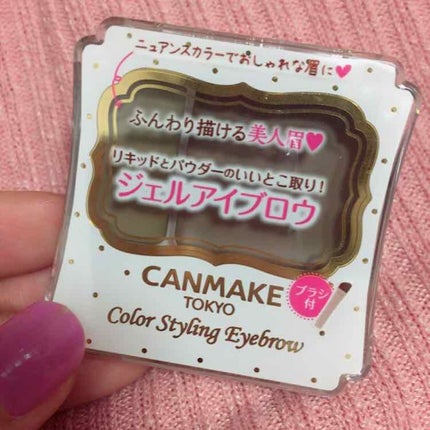 ニュアンスカラーでおしゃれな眉に♥
ふんわり描ける美人眉♥
リキッドとパウダーのいいとこ取り!
ジェルアイブロウ
CANMAKE
TOKYO
ブラシ
付
Color Styling Eyebrow